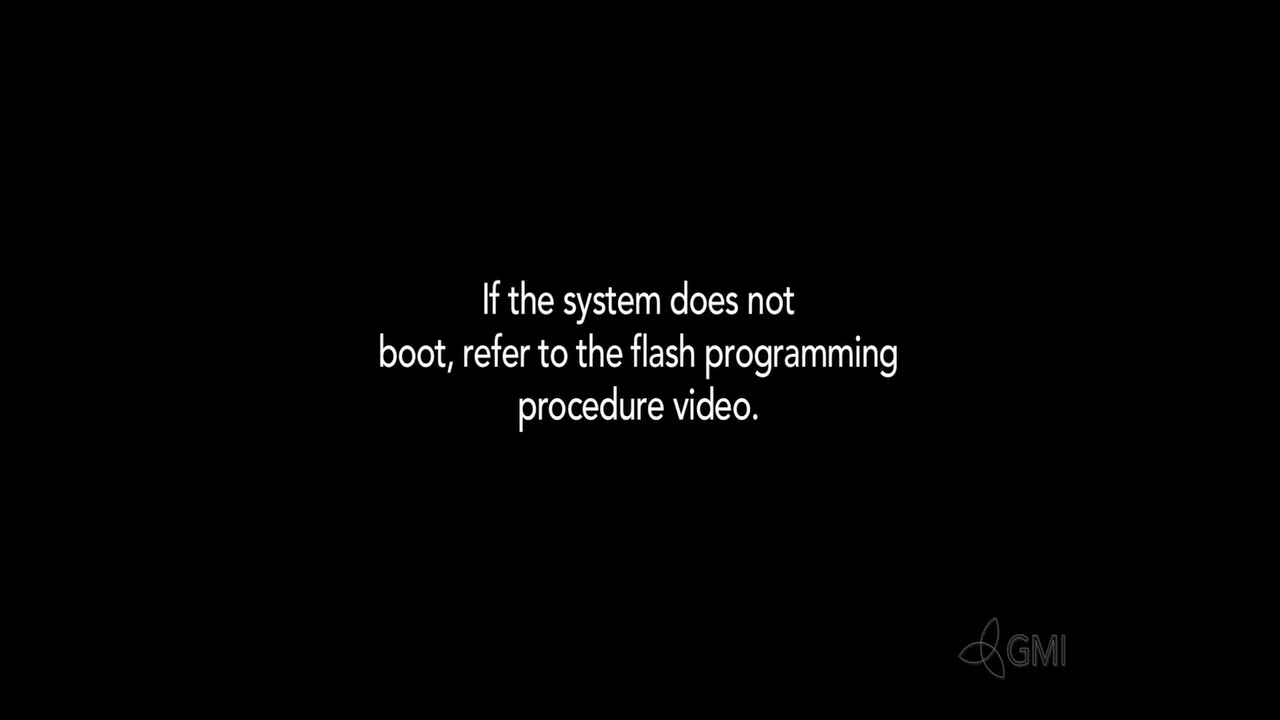 If the system does not
boot, refer to the flash programming
procedure video.
GMI